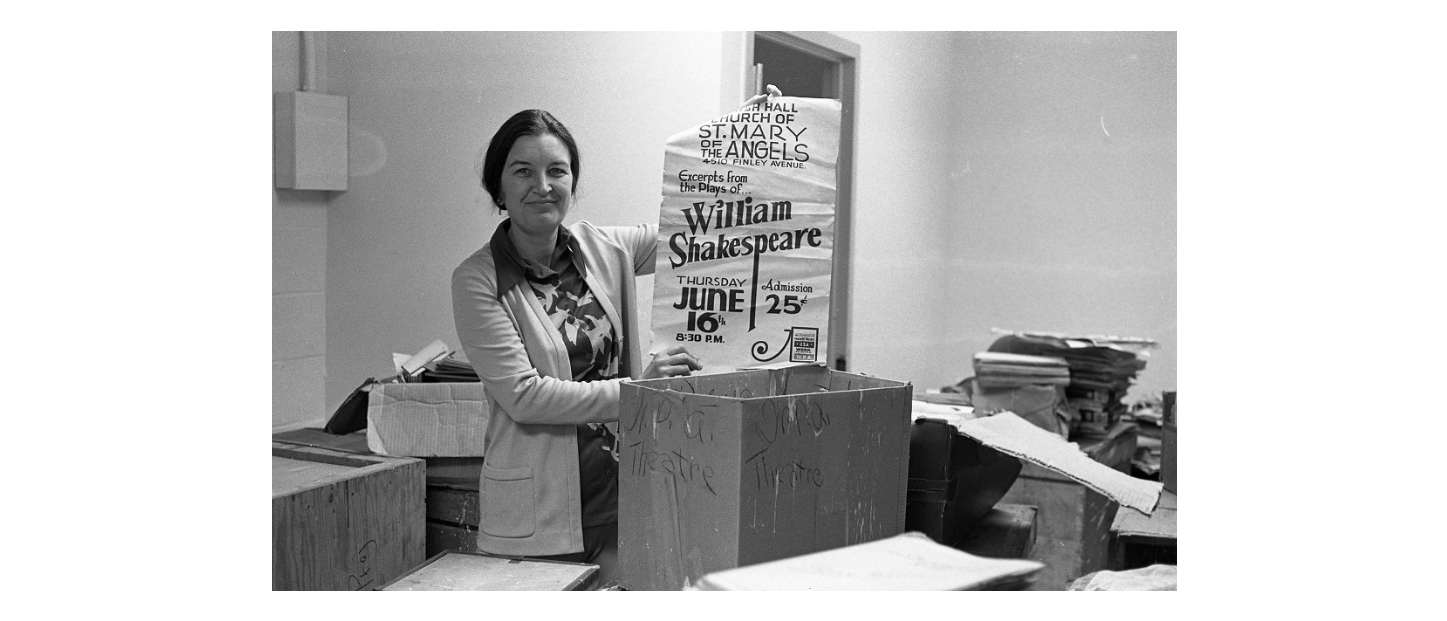 HALL
CHURCH OF
ST. MARY
OF THE ANGELS
4510 FINLEY AVENUE.
Excerpts from
the Plays of...
William
Shakespeare
THURSDAY
JUNE
16th
8:30 P.M.
Admission
25¢
USA
Theatre
Theatre